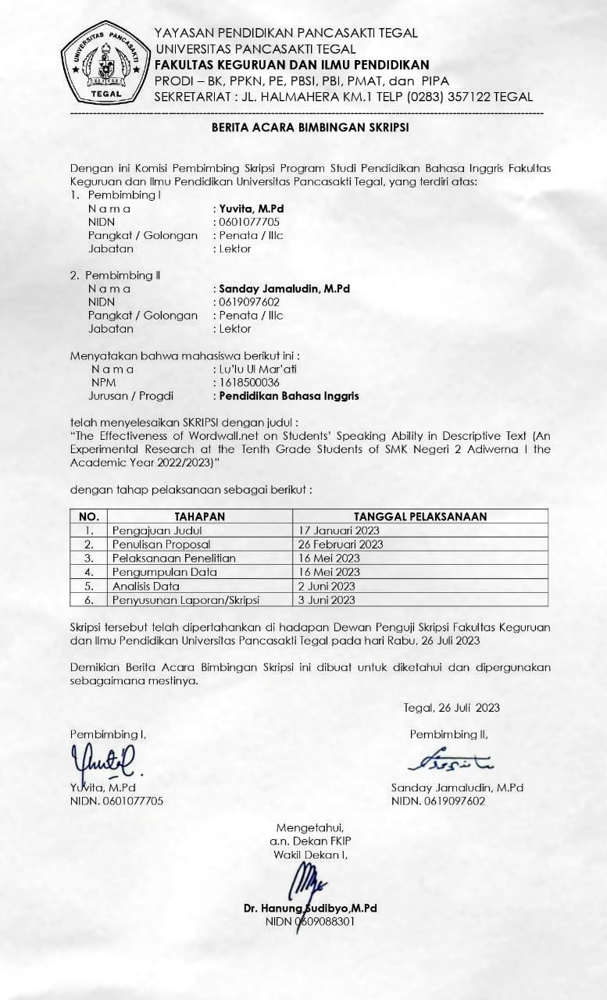 UNIVERSITAS PANCASAKTI
TEGAL
YAYASAN PENDIDIKAN PANCASAKTI TEGAL
UNIVERSITAS PANCASAKTI TEGAL
FAKULTAS KEGURUAN DAN ILMU PENDIDIKAN
PRODI – BK, PPKN, PE, PBSI, PBI, PMAT, dan PIPA
SEKRETARIAT : JL. HALMAHERA KM.1 TELP (0283) 357122 TEGAL
BERITA ACARA BIMBINGAN SKRIPSI
Dengan ini Komisi Pembimbing Skripsi Program Studi Pendidikan Bahasa Inggris Fakultas
Keguruan dan Ilmu Pendidikan Universitas Pancasakti Tegal, yang terdiri atas:
1. Pembimbing I
N a m a : Yuvita, M.Pd
NIDN : 0601077705
Pangkat / Golongan : Penata / IIIc
Jabatan : Lektor
2. Pembimbing II
N a m a : Sanday Jamaludin, M.Pd
NIDN : 0619097602
Pangkat / Golongan : Penata / IIIc
Jabatan : Lektor
Menyatakan bahwa mahasiswa berikut ini :
N a m a : Lu’lu Ul Mar’ati
NPM : 1618500036
Jurusan / Progdi : Pendidikan Bahasa Inggris
telah menyelesaikan SKRIPSI dengan judul :
“The Effectiveness of Wordwall.net on Students’ Speaking Ability in Descriptive Text (An
Experimental Research at the Tenth Grade Students of SMK Negeri 2 Adiwerna I the
Academic Year 2022/2023)”
dengan tahap pelaksanaan sebagai berikut :
NO. TAHAPAN TANGGAL PELAKSANAAN
1. Pengajuan Judul 17 Januari 2023
2. Penulisan Proposal 26 Februari 2023
3. Pelaksanaan Penelitian 16 Mei 2023
4. Pengumpulan Data 16 Mei 2023
5. Analisis Data 2 Juni 2023
6. Penyusunan Laporan/Skripsi 3 Juni 2023
Skripsi tersebut telah dipertahankan di hadapan Dewan Penguji Skripsi Fakultas Keguruan
dan Ilmu Pendidikan Universitas Pancasakti Tegal pada hari Rabu, 26 Juli 2023
Demikian Berita Acara Bimbingan Skripsi ini dibuat untuk diketahui dan dipergunakan
sebagaimana mestinya.
Tegal, 26 Juli 2023
Pembimbing I, Pembimbing II,
Yuvita, M.Pd Sanday Jamaludin, M.Pd
NIDN. 0601077705 NIDN. 0619097602
Mengetahui,
a.n. Dekan FKIP
Wakil Dekan I,
Dr. Hanung Sudibyo,M.Pd
NIDN 0609088301